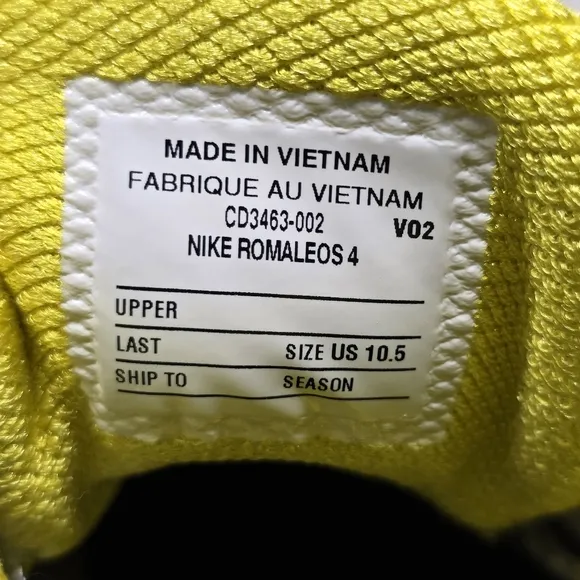 MADE IN VIETNAM
FABRIQUE AU VIETNAM
CD3463-002 V02
NIKE ROMALEOS 4
UPPER
LAST SIZE US 10.5
SHIP TO SEASON